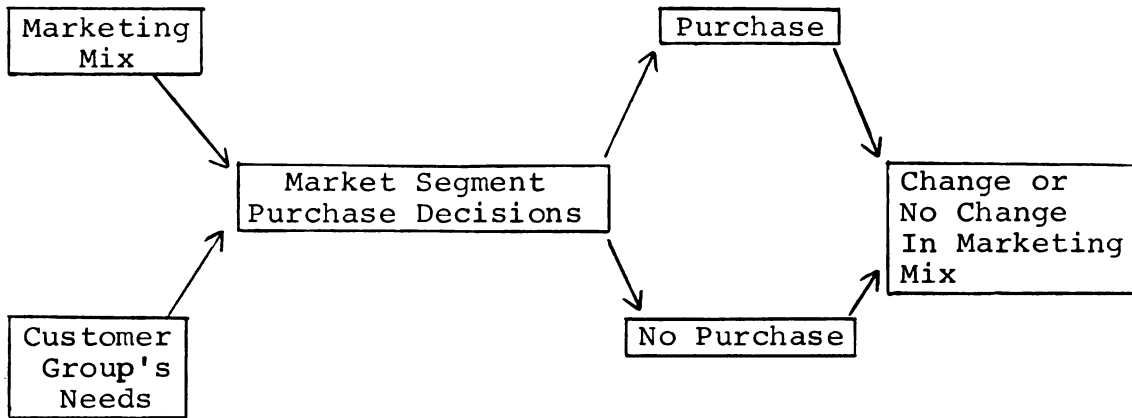 Marketing
Mix
Purchase
Market Segment
Purchase Decisions
Change or
No Change
In Marketing
Mix
Customer
Group's
Needs
No Purchase